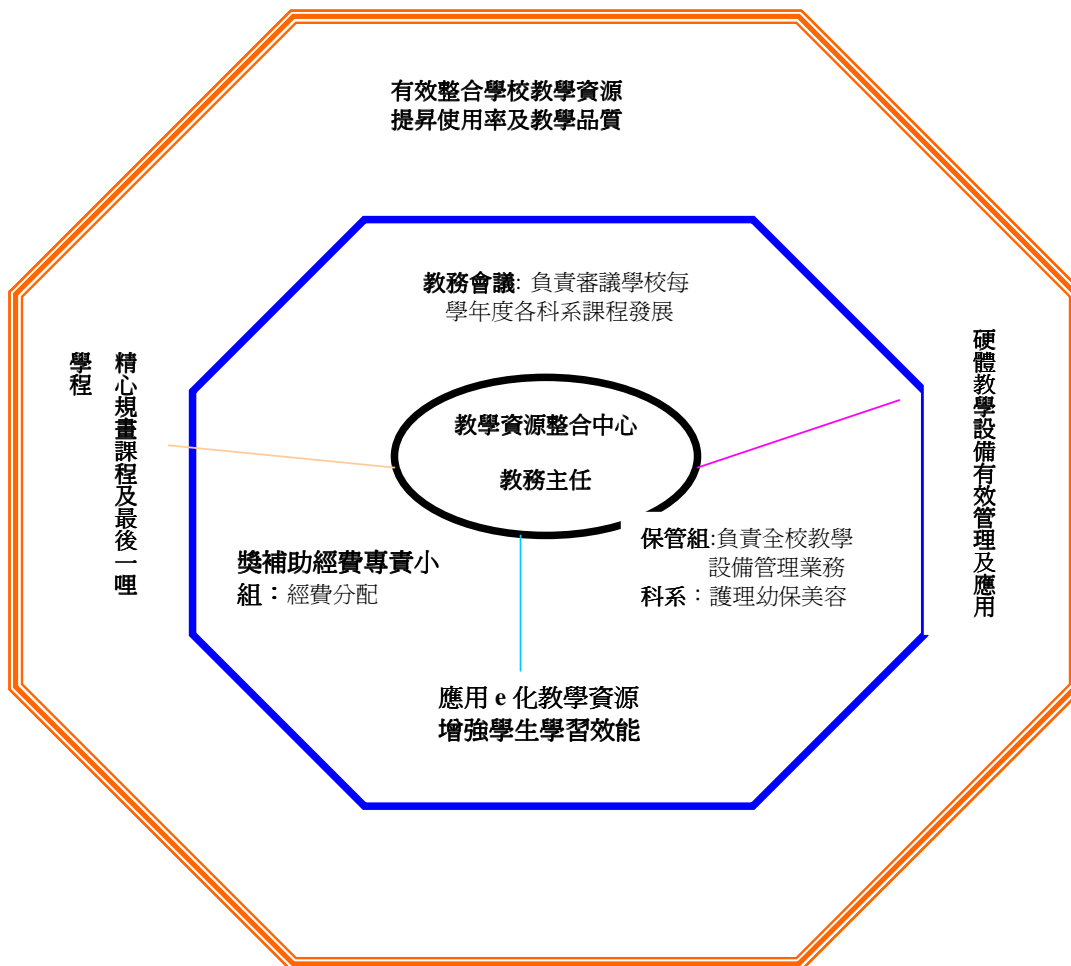 有效整合學校教學資源
提昇使用率及教學品質
教務會議: 負責審議學校每
學年度各科系課程發展
精心規畫課程及最後一哩
學程
硬體教學設備有效管理及應用
教學資源整合中心
教務主任
獎補助經費專責小
組：經費分配
保管組:負責全校教學
設備管理業務
科系：護理幼保美容
應用 e 化教學資源
增強學生學習效能